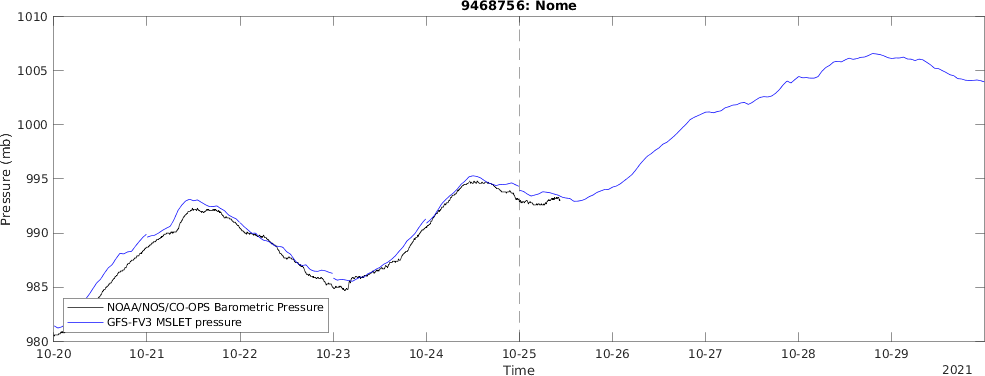 9468756: Nome
1010
1005
1000
995
990
985
980
Pressure (mb)
NOAA/NOS/CO-OPS Barometric Pressure
GFS-FV3 MSLET pressure
10-20 10-21 10-22 10-23 10-24 10-25 10-26 10-27 10-28 10-29
Time
2021